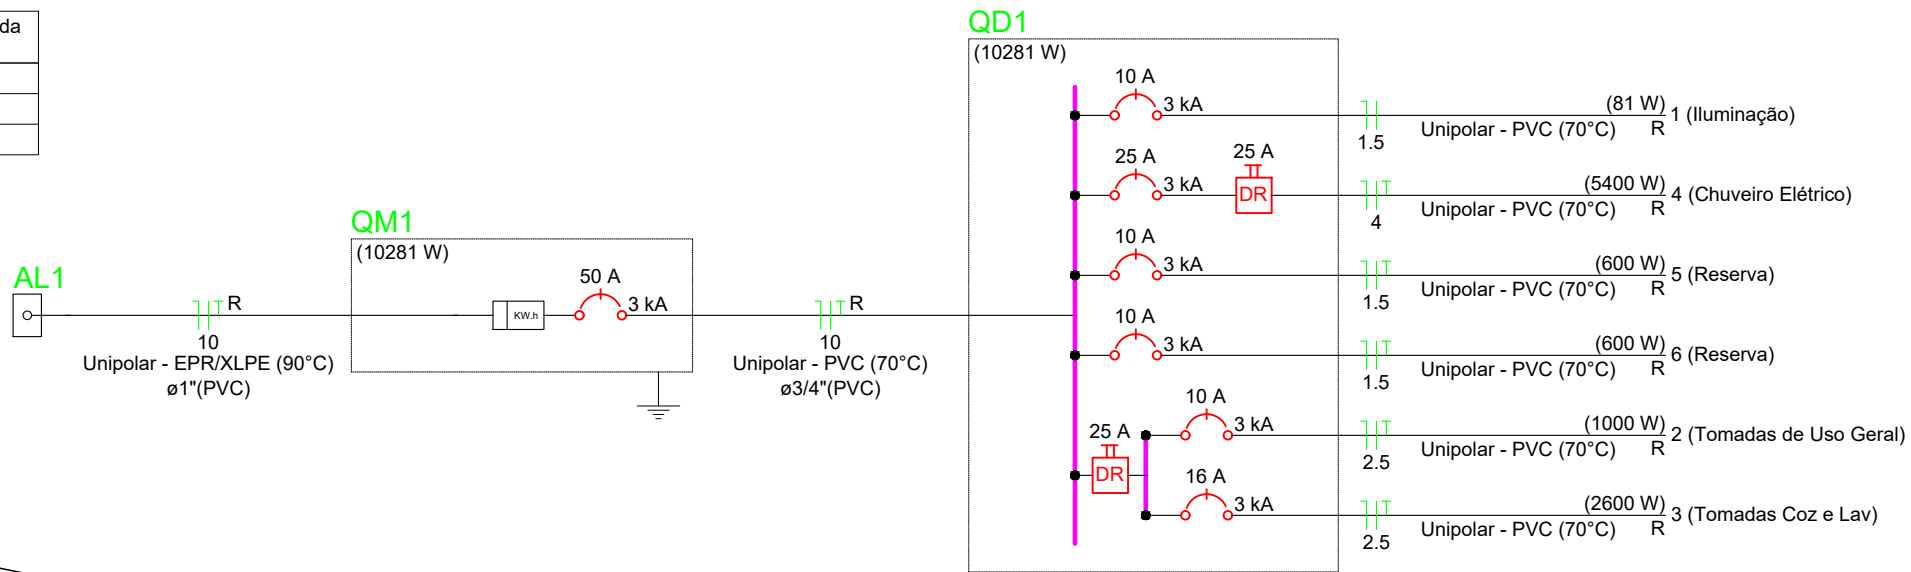 da
AL1
R
10
Unipolar - EPR/XLPE (90°C)
ø1"(PVC)
QM1
(10281 W)
KW.h
50 A
3 kA
R
10
Unipolar - PVC (70°C)
ø3/4"(PVC)
QD1
(10281 W)
10 A
3 kA
1.5
(81 W)
Unipolar - PVC (70°C)
R
1 (Iluminação)
25 A
3 kA
25 A
DR
4
(5400 W)
Unipolar - PVC (70°C)
R
4 (Chuveiro Elétrico)
10 A
3 kA
1.5
(600 W)
Unipolar - PVC (70°C)
R
5 (Reserva)
10 A
3 kA
1.5
(600 W)
Unipolar - PVC (70°C)
R
6 (Reserva)
25 A
DR
10 A
3 kA
2.5
(1000 W)
Unipolar - PVC (70°C)
R
2 (Tomadas de Uso Geral)
16 A
3 kA
2.5
(2600 W)
Unipolar - PVC (70°C)
R
3 (Tomadas Coz e Lav)